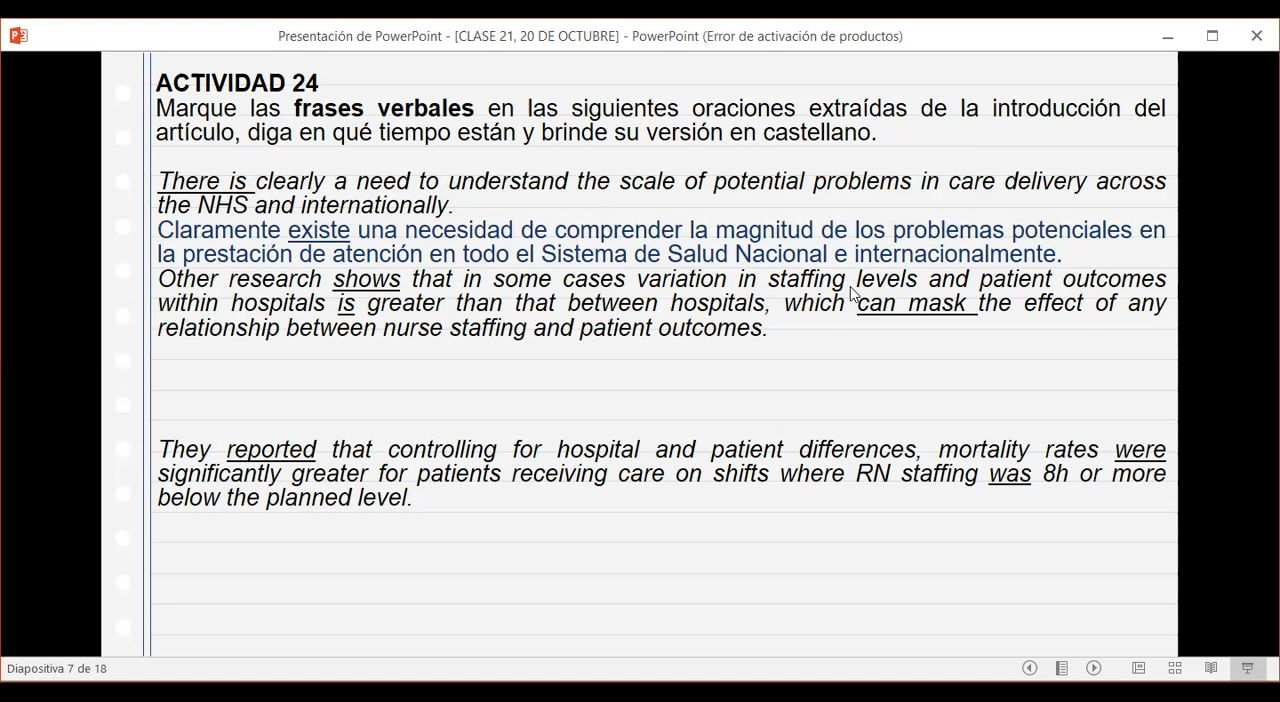 Presentación de PowerPoint - [CLASE 21, 20 DE OCTUBRE] - PowerPoint (Error de activación de productos)
ACTIVIDAD 24
Marque las frases verbales en las siguientes oraciones extraídas de la introducción del
artículo, diga en qué tiempo están y brinde su versión en castellano.
There is clearly a need to understand the scale of potential problems in care delivery across
the NHS and internationally.
Claramente existe una necesidad de comprender la magnitud de los problemas potenciales en
la prestación de atención en todo el Sistema de Salud Nacional e internacionalmente.
Other research shows that in some cases variation in staffing levels and patient outcomes
within hospitals is greater than that between hospitals, which can mask the effect of any
relationship between nurse staffing and patient outcomes.
They reported that controlling for hospital and patient differences, mortality rates were
significantly greater for patients receiving care on shifts where RN staffing was 8h or more
below the planned level.
Diapositiva 7 de 18